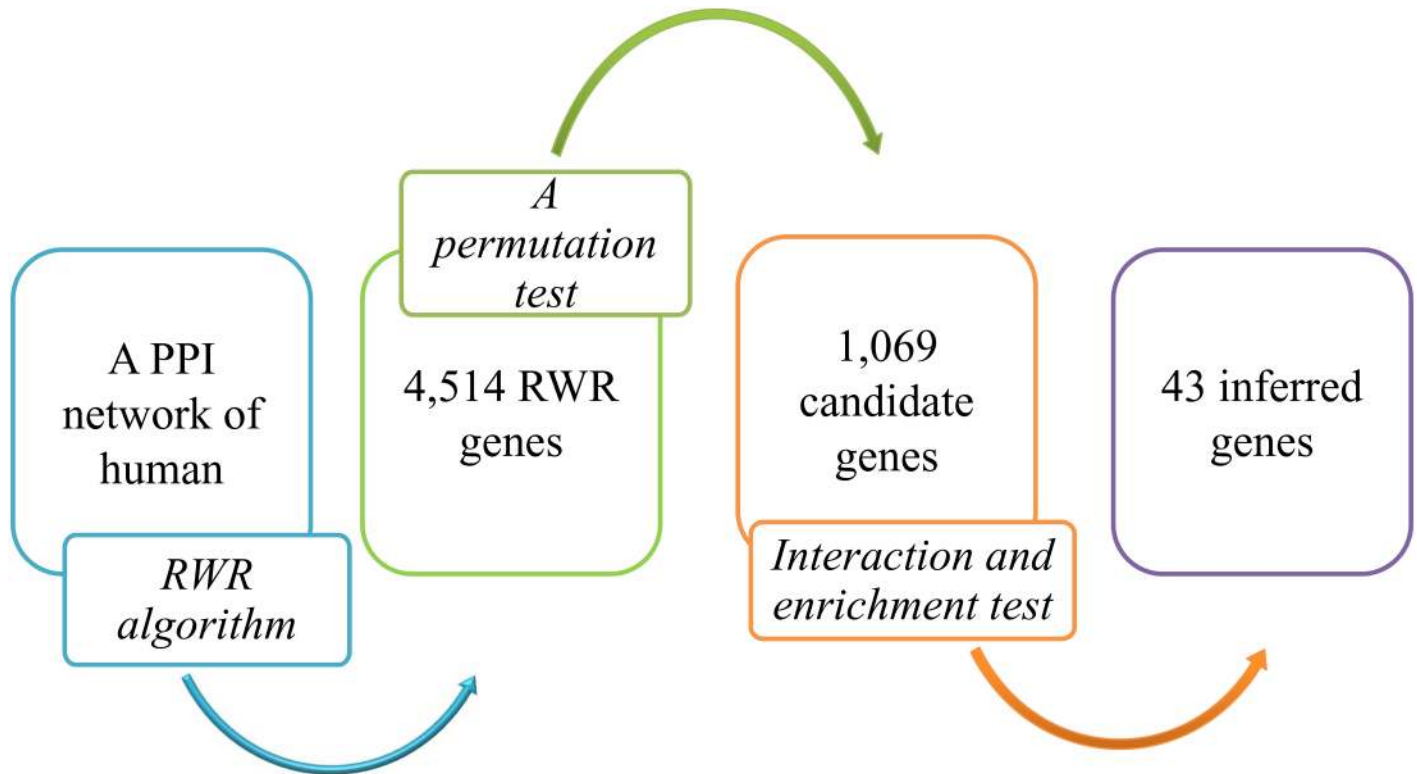 A PPI
network of
human
RWR
algorithm
A
permutation
test
4,514 RWR
genes
1,069
candidate
genes
Interaction and
enrichment test
43 inferred
genes